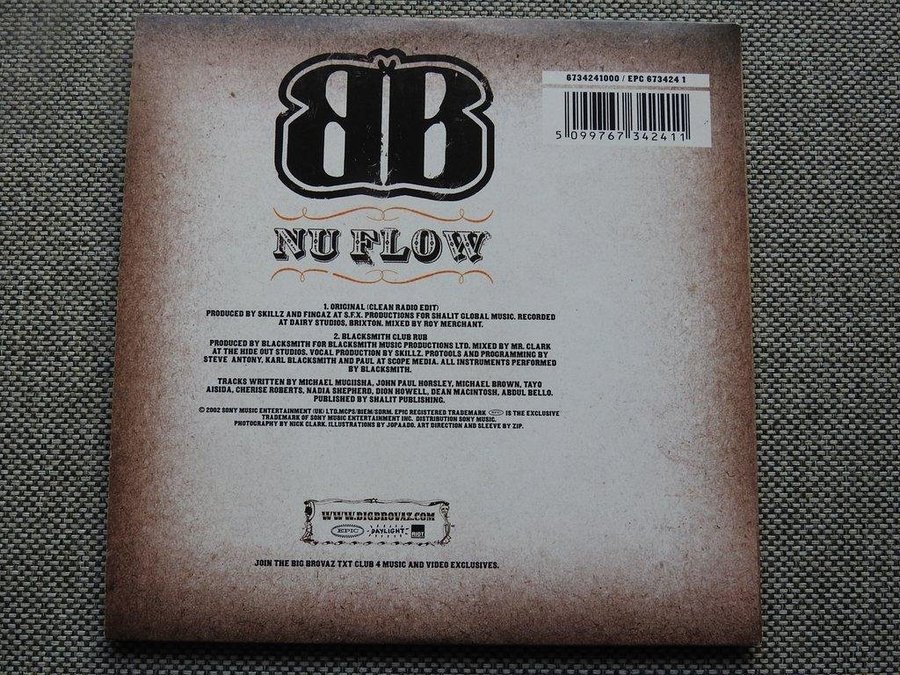 BB
6734241000 / EPC 673424 1
5 099767 342411
NU FLOW
1. ORIGINAL (CLEAN RADIO EDIT)
PRODUCED BY SKILLZ AND FINGAZ AT S.F.X. PRODUCTIONS FOR SHALIT GLOBAL MUSIC. RECORDED
AT DAIRY STUDIOS, BRIXTON. MIXED BY ROY MERCHANT.
2. BLACKSMITH CLUB RUB
PRODUCED BY BLACKSMITH FOR BLACKSMITH MUSIC PRODUCTIONS LTD. MIXED BY MR. CLARK
AT THE HIDE OUT STUDIOS. VOCAL PRODUCTION BY SKILLZ. PROTOOLS AND PROGRAMMING BY
STEVE ANTONY, KARL BLACKSMITH AND PAUL AT SCOPE MEDIA. ALL INSTRUMENTS PERFORMED
BY BLACKSMITH.
TRACKS WRITTEN BY MICHAEL MUGIISHA, JOHN PAUL HORSLEY, MICHAEL BROWN, TAYO
AISIDA, CHERISE ROBERTS, NADIA SHEPHERD, DION HOWELL, DEAN MACINTOSH, ABDUL BELLO.
PUBLISHED BY SHALIT PUBLISHING.
© 2002 SONY MUSIC ENTERTAINMENT (UK) LTD.MCPS/BIEM/SDRM. EPIC REGISTERED TRADEMARK EPIC IS THE EXCLUSIVE
TRADEMARK OF SONY MUSIC ENTERTAINMENT INC. DISTRIBUTION SONY MUSIC.
PHOTOGRAPHY BY NICK CLARK. ILLUSTRATIONS BY JOPAADO. ART DIRECTION AND SLEEVE BY ZIP.
WWW.BIGBROVAZ.COM
EPIC DAYLIGHT
JOIN THE BIG BROVAZ TXT CLUB 4 MUSIC AND VIDEO EXCLUSIVES.